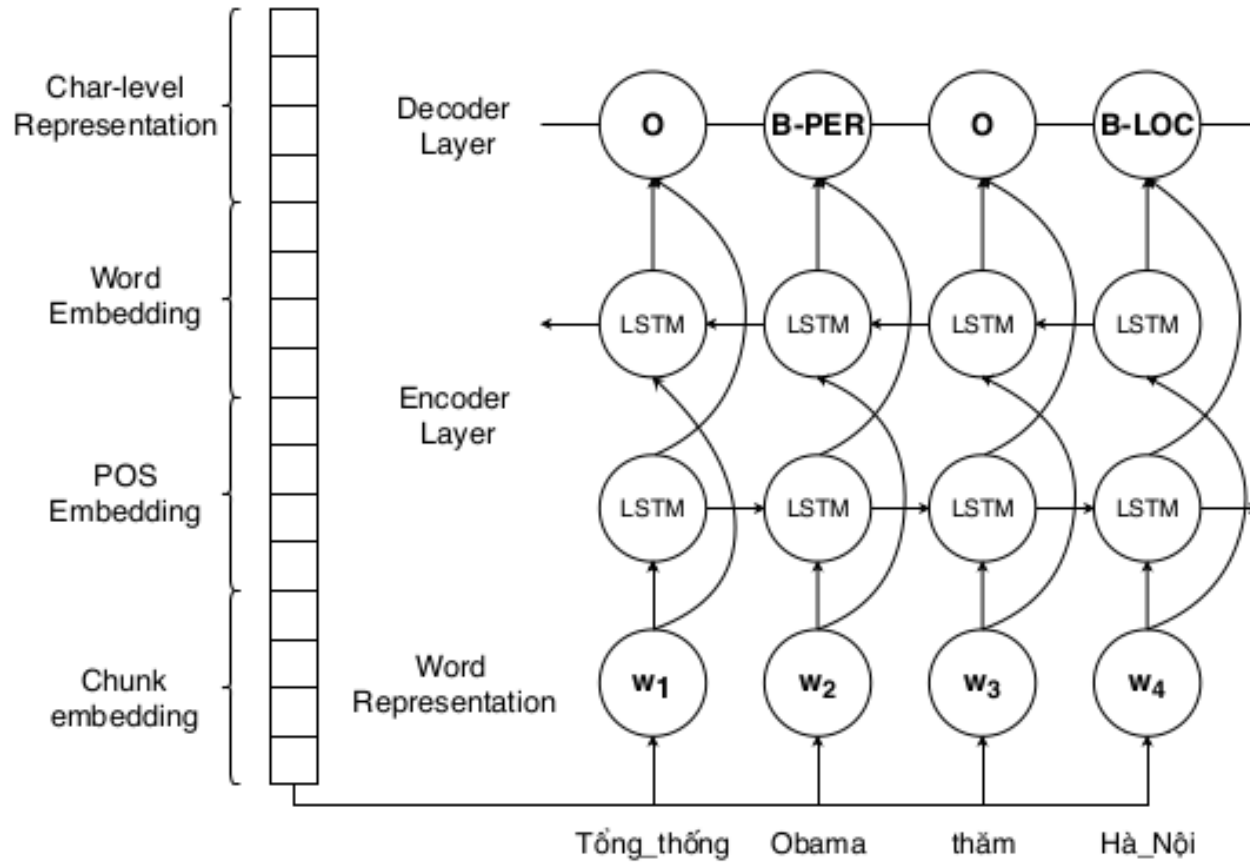 Char-level
Representation
Word
Embedding
POS
Embedding
Chunk
embedding
Decoder
Layer
O
B-PER
O
B-LOC
LSTM
LSTM
LSTM
LSTM
Encoder
Layer
LSTM
LSTM
LSTM
LSTM
Word
Representation
w1
w2
w3
w4
Tổng_thống
Obama
thăm
Hà_Nội